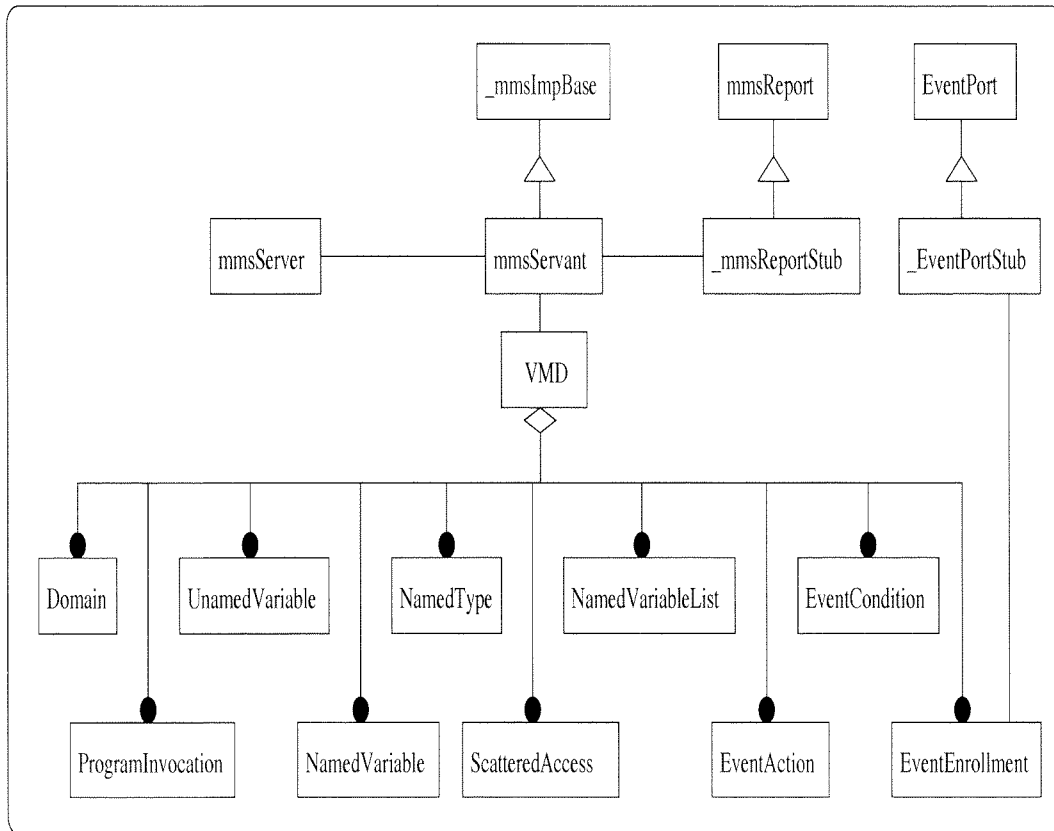 _mmsImpBase
mmsReport
EventPort
mmsServer
mmsServant
_mmsReportStub
_EventPortStub
VMD
Domain
UnamedVariable
NamedType
NamedVariableList
EventCondition
ProgramInvocation
NamedVariable
ScatteredAccess
EventAction
EventEnrollment